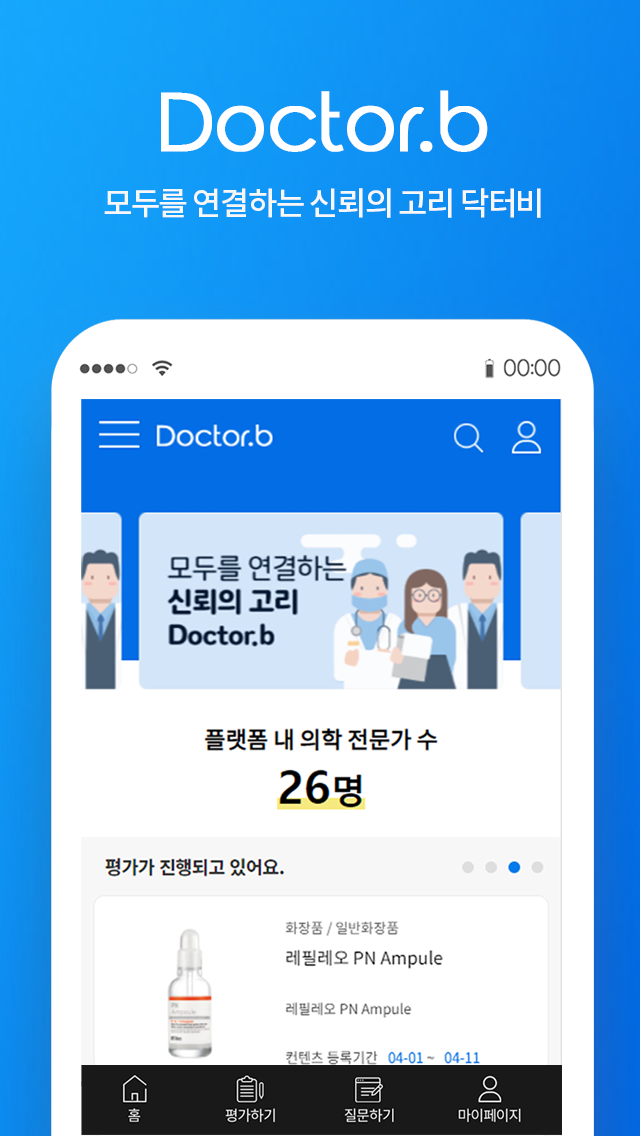 Doctor.b
모두를 연결하는 신뢰의 고리 닥터비
00:00
Doctor.b
모두를 연결하는
신뢰의 고리
Doctor.b
플랫폼 내 의학 전문가 수
26명
평가가 진행되고 있어요.
화장품 / 일반화장품
레필레오 PN Ampule
PN
Ampule
레필레오 PN Ampule
컨텐츠 등록기간 04-01 ~ 04-11
홈
평가하기
질문하기
마이페이지